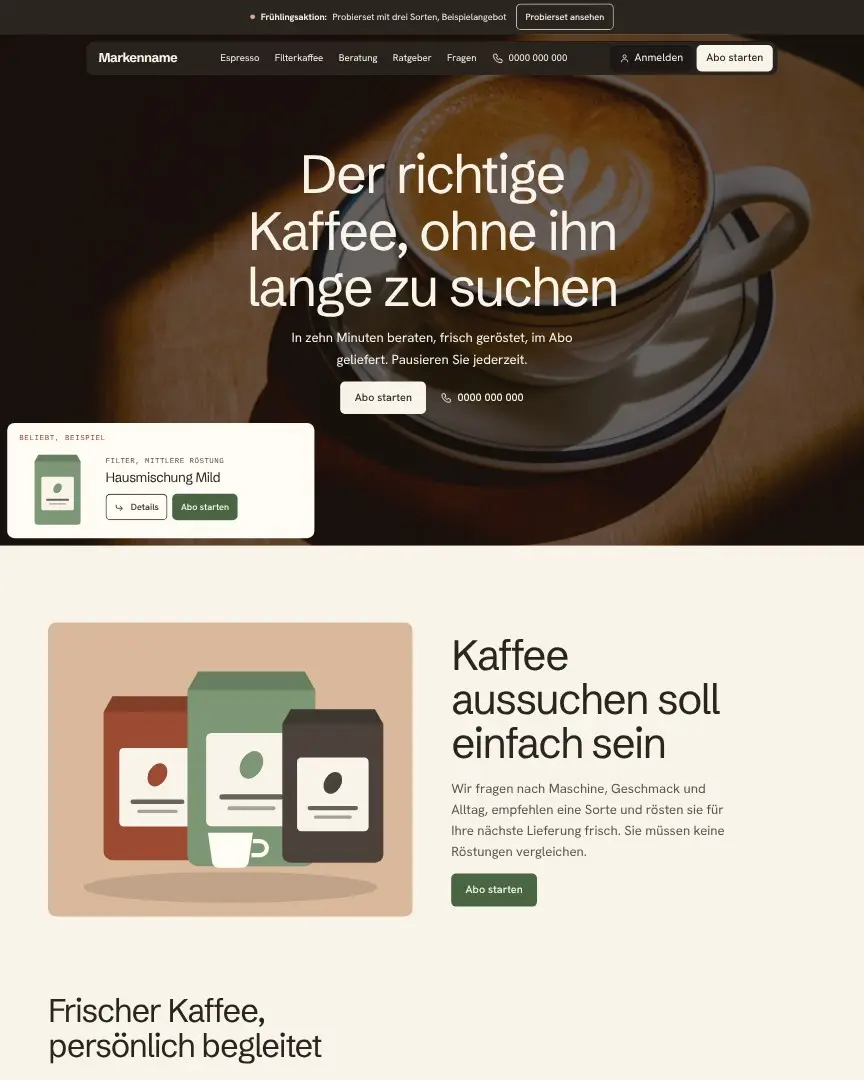 Frühlingsaktion: Probierset mit drei Sorten, Beispielangebot Probierset ansehen
Markenname Espresso Filterkaffee Beratung Ratgeber Fragen 0000 000 000 Anmelden Abo starten
Der richtige
Kaffee, ohne ihn
lange zu suchen
In zehn Minuten beraten, frisch geröstet, im Abo
geliefert. Pausieren Sie jederzeit.
Abo starten 0000 000 000
BELIEBT, BEISPIEL
FILTER, MITTLERE RÖSTUNG
Hausmischung Mild
Details Abo starten
Kaffee
aussuchen soll
einfach sein
Wir fragen nach Maschine, Geschmack und
Alltag, empfehlen eine Sorte und rösten sie für
Ihre nächste Lieferung frisch. Sie müssen keine
Röstungen vergleichen.
Abo starten
Frischer Kaffee,
persönlich begleitet